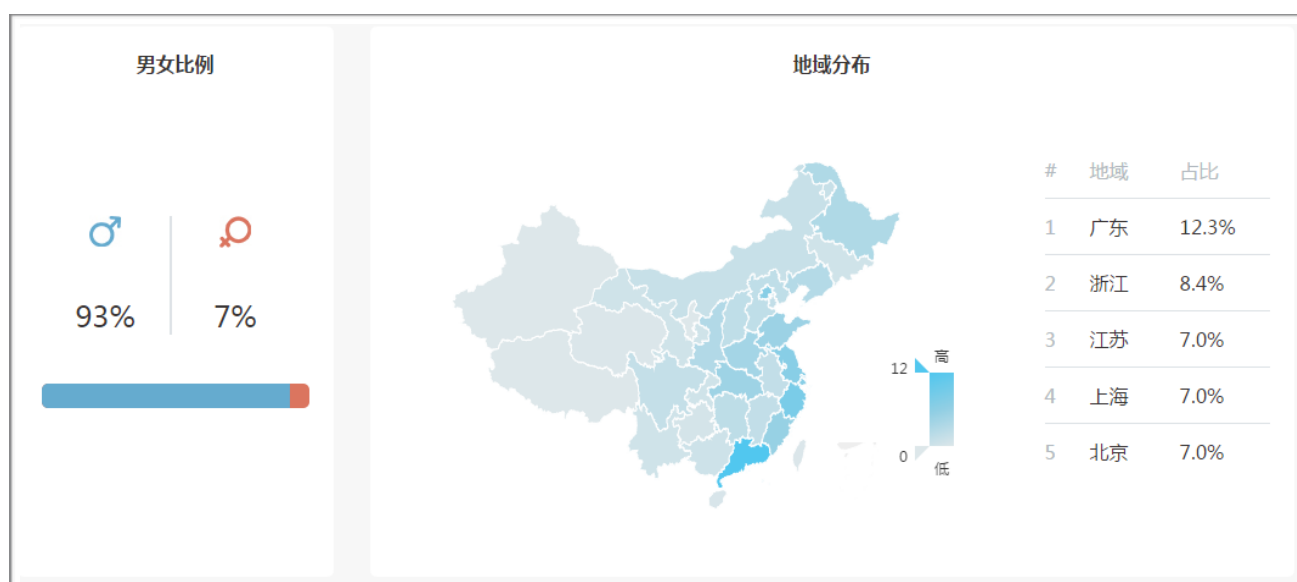 男女比例
93%
7%
地域分布
12
高
0
低
# 地域 占比
1 广东 12.3%
2 浙江 8.4%
3 江苏 7.0%
4 上海 7.0%
5 北京 7.0%